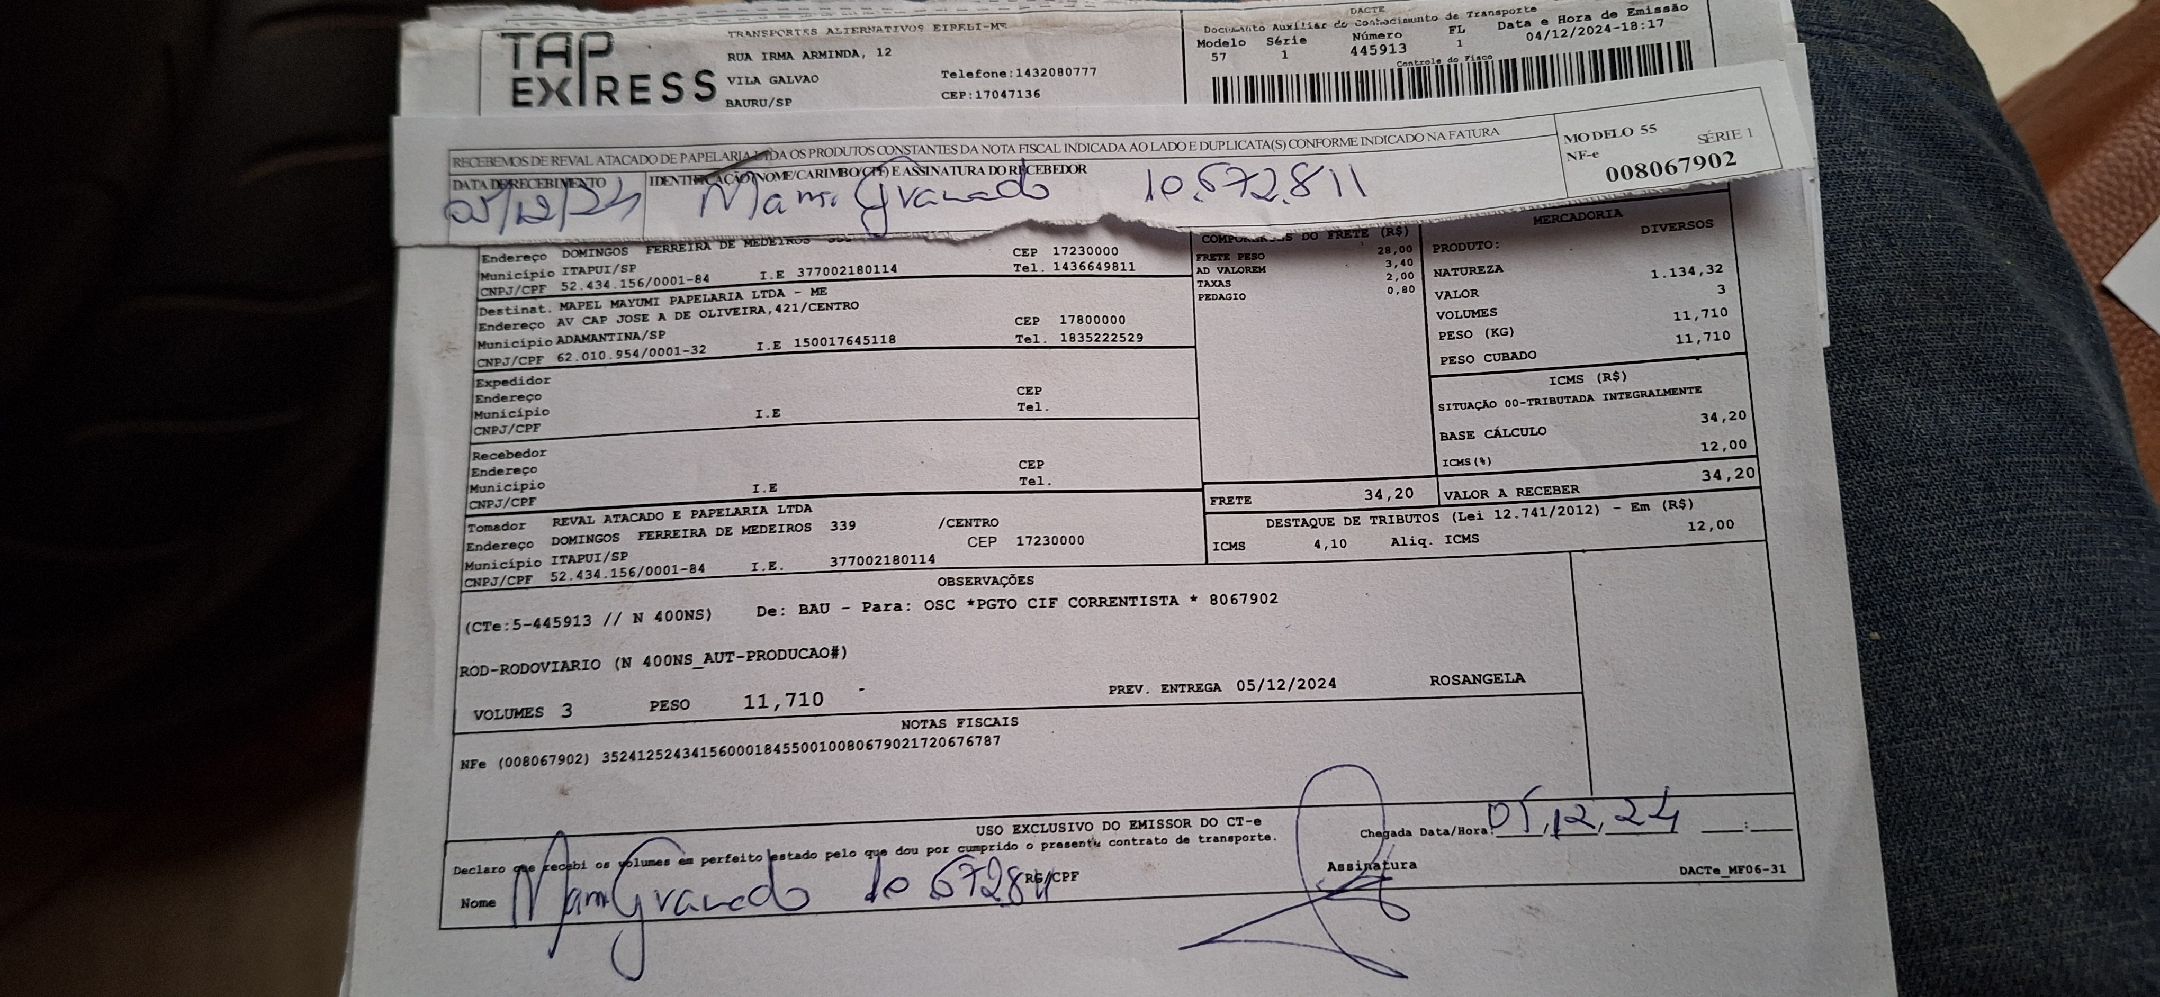 TAP EXPRESS
TRANSPORTES ALTERNATIVOS EIRELI-ME
RUA IRMA ARMINDA, 12
VILA GALVAO
Telefone:1432080777
BAURU/SP
CEP:17047136
DACTE
Documento Auxiliar do Conhecimento de Transporte
Modelo Série Número FL Data e Hora de Emissão
57 1 445913 1 04/12/2024-18:17
Controle do Fisco
RECEBEMOS DE REVAL ATACADO DE PAPELARIA LTDA OS PRODUTOS CONSTANTES DA NOTA FISCAL INDICADA AO LADO E DUPLICATA(S) CONFORME INDICADO NA FATURA
DATA DE RECEBIMENTO
IDENTIFICAÇÃO (NOME/CARIMBO/CPF) E ASSINATURA DO RECEBEDOR
05/12/24
10.672.811
MODELO 55 SÉRIE 1
NF-e
008067902
Endereço DOMINGOS FERREIRA DE MEDEIROS CEP 17230000
Município ITAPUI/SP Tel. 1436649811
CNPJ/CPF 52.434.156/0001-84 I.E 377002180114
Destinat. MAPEL MAYUMI PAPELARIA LTDA - ME
Endereço AV CAP JOSE A DE OLIVEIRA,421/CENTRO CEP 17800000
Município ADAMANTINA/SP Tel. 1835222529
CNPJ/CPF 62.010.954/0001-32 I.E 150017645118
Expedidor
Endereço CEP
Município Tel.
CNPJ/CPF I.E
Recebedor
Endereço CEP
Município Tel.
CNPJ/CPF I.E
Tomador REVAL ATACADO E PAPELARIA LTDA
Endereço DOMINGOS FERREIRA DE MEDEIROS 339 /CENTRO
Município ITAPUI/SP CEP 17230000
CNPJ/CPF 52.434.156/0001-84 I.E. 377002180114
DO FRETE (R$)
FRETE PESO 28,00
AD VALOREM 3,40
TAXAS 2,00
PEDAGIO 0,80
MERCADORIA
PRODUTO: DIVERSOS
NATUREZA
VALOR 1.134,32
VOLUMES 3
PESO (KG) 11,710
PESO CUBADO 11,710
ICMS (R$)
SITUAÇÃO 00-TRIBUTADA INTEGRALMENTE
BASE CÁLCULO 34,20
ICMS(%) 12,00
FRETE 34,20
VALOR A RECEBER 34,20
DESTAQUE DE TRIBUTOS (Lei 12.741/2012) - Em (R$)
ICMS 4,10 Aliq. ICMS 12,00
OBSERVAÇÕES
(CTe:5-445913 // N 400NS) De: BAU - Para: OSC *PGTO CIF CORRENTISTA * 8067902
ROD-RODOVIARIO (N 400NS_AUT-PRODUCAO#)
VOLUMES 3 PESO 11,710 - PREV. ENTREGA 05/12/2024 ROSANGELA
NOTAS FISCAIS
NFe (008067902) 35241252434156000184550010080679021720676787
USO EXCLUSIVO DO EMISSOR DO CT-e
Declaro que recebi os volumes em perfeito estado pelo que dou por cumprido o presente contrato de transporte.
Chegada Data/Hora: 05,12,24 :
Nome 10 672811 RG/CPF
Assinatura
DACTe_MF06-31